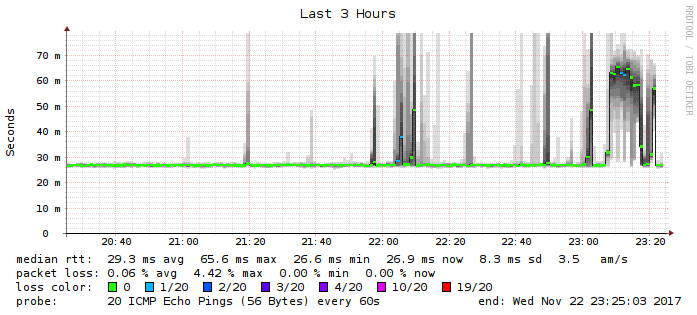 Last 3 Hours
RRDTOOL / TOBI OETIKER
Seconds
70 m
60 m
50 m
40 m
30 m
20 m
10 m
0
20:40 21:00 21:20 21:40 22:00 22:20 22:40 23:00 23:20
median rtt: 29.3 ms avg 65.6 ms max 26.6 ms min 26.9 ms now 8.3 ms sd 3.5 am/s
packet loss: 0.06 % avg 4.42 % max 0.00 % min 0.00 % now
loss color: 0 1/20 2/20 3/20 4/20 10/20 19/20
probe: 20 ICMP Echo Pings (56 Bytes) every 60s end: Wed Nov 22 23:25:03 2017